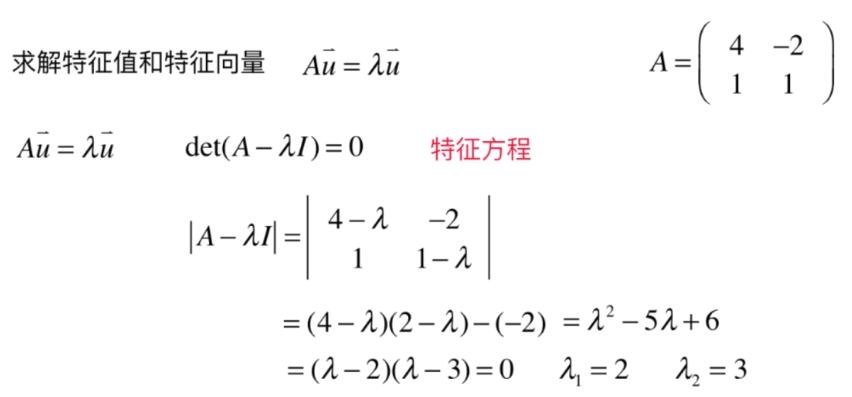 求解特征值和特征向量 $A\vec{u} = \lambda\vec{u}$ $A = \begin{pmatrix} 4 & -2 \\ 1 & 1 \end{pmatrix}$
$A\vec{u} = \lambda\vec{u}$ $\det(A - \lambda I) = 0$ 特征方程
$|A - \lambda I| = \begin{vmatrix} 4 - \lambda & -2 \\ 1 & 1 - \lambda \end{vmatrix}$
$= (4 - \lambda)(2 - \lambda) - (-2) = \lambda^2 - 5\lambda + 6$
$= (\lambda - 2)(\lambda - 3) = 0$ $\lambda_1 = 2$ $\lambda_2 = 3$